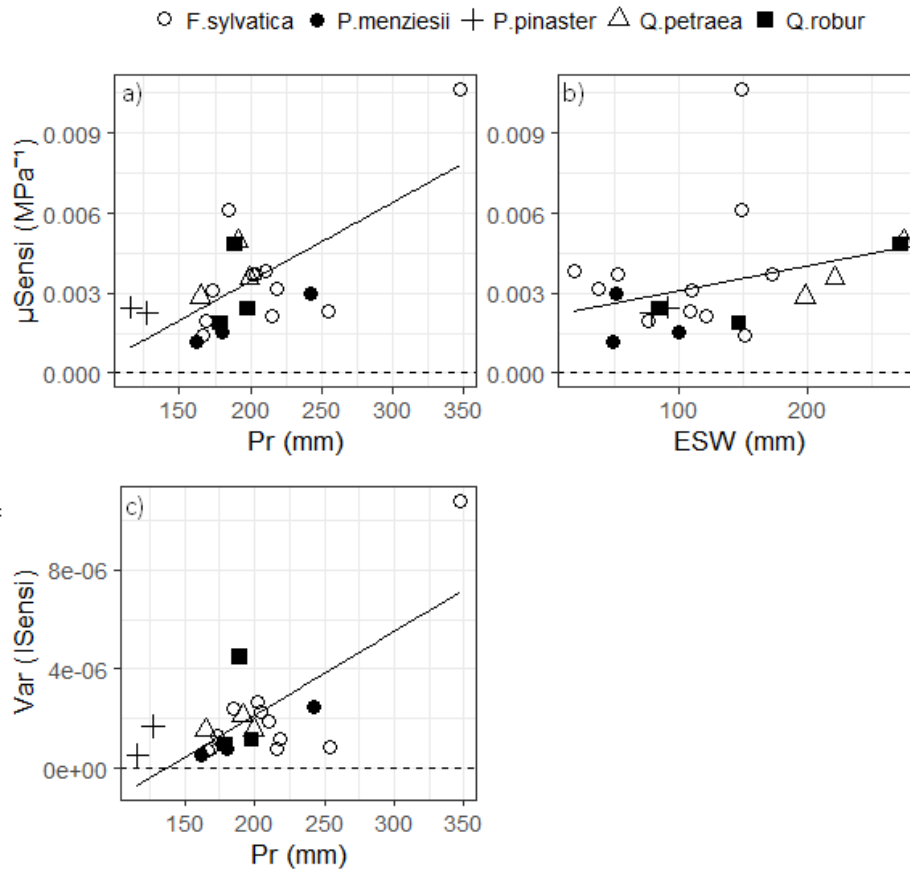 F.sylvatica P.menziesii P.pinaster Q.petraea Q.robur
a)
µSensi (MPa⁻¹)
0.009
0.006
0.003
0.000
150 200 250 300 350
Pr (mm)
b)
0.009
0.006
0.003
0.000
100 200
ESW (mm)
c)
Var (ISensi)
8e-06
4e-06
0e+00
150 200 250 300 350
Pr (mm)